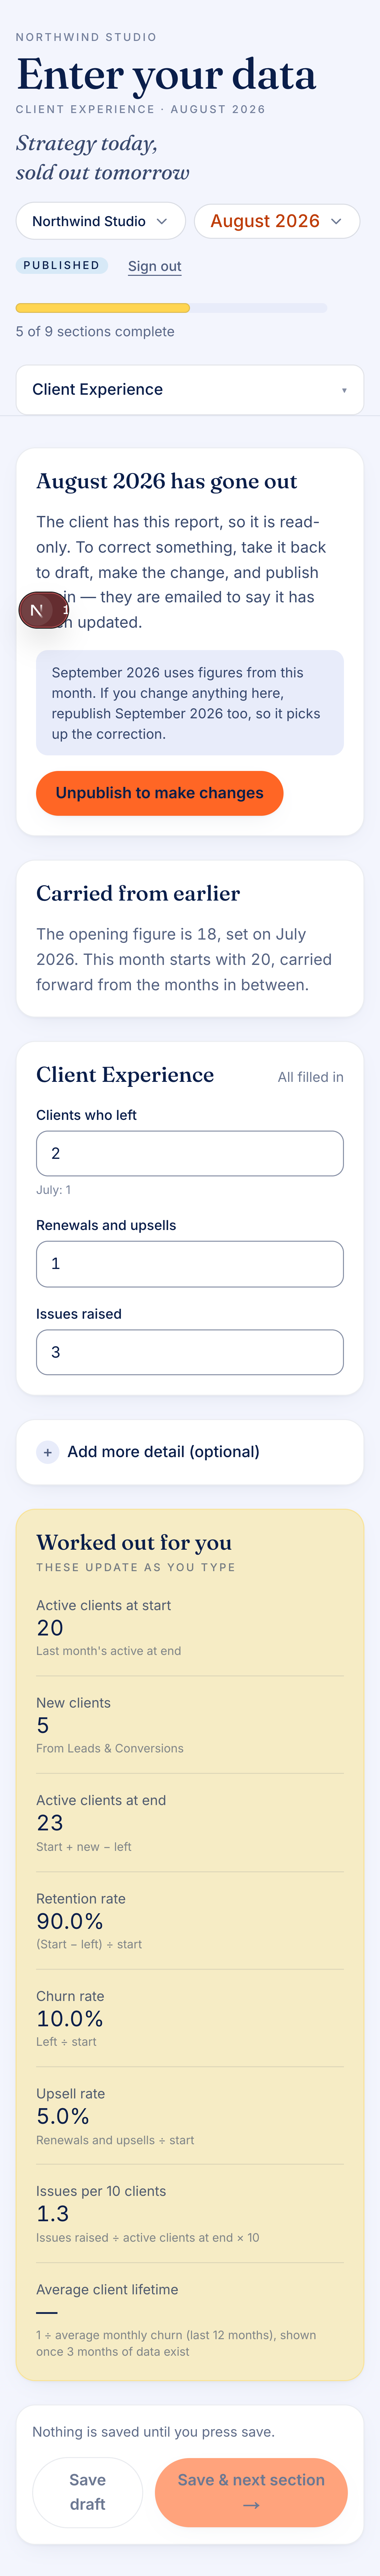 NORTHWIND STUDIO
Enter your data
CLIENT EXPERIENCE · AUGUST 2026
Strategy today,
sold out tomorrow
Northwind Studio
August 2026
PUBLISHED
Sign out
5 of 9 sections complete
Client Experience
August 2026 has gone out
The client has this report, so it is read-
only. To correct something, take it back
to draft, make the change, and publish
in — they are emailed to say it has
N 1
updated.
September 2026 uses figures from this
month. If you change anything here,
republish September 2026 too, so it picks
up the correction.
Unpublish to make changes
Carried from earlier
The opening figure is 18, set on July
2026. This month starts with 20, carried
forward from the months in between.
Client Experience
All filled in
Clients who left
2
July: 1
Renewals and upsells
1
Issues raised
3
+ Add more detail (optional)
Worked out for you
THESE UPDATE AS YOU TYPE
Active clients at start
20
Last month's active at end
New clients
5
From Leads & Conversions
Active clients at end
23
Start + new − left
Retention rate
90.0%
(Start − left) ÷ start
Churn rate
10.0%
Left ÷ start
Upsell rate
5.0%
Renewals and upsells ÷ start
Issues per 10 clients
1.3
Issues raised ÷ active clients at end × 10
Average client lifetime
—
1 ÷ average monthly churn (last 12 months), shown
once 3 months of data exist
Nothing is saved until you press save.
Save
draft
Save & next section
→